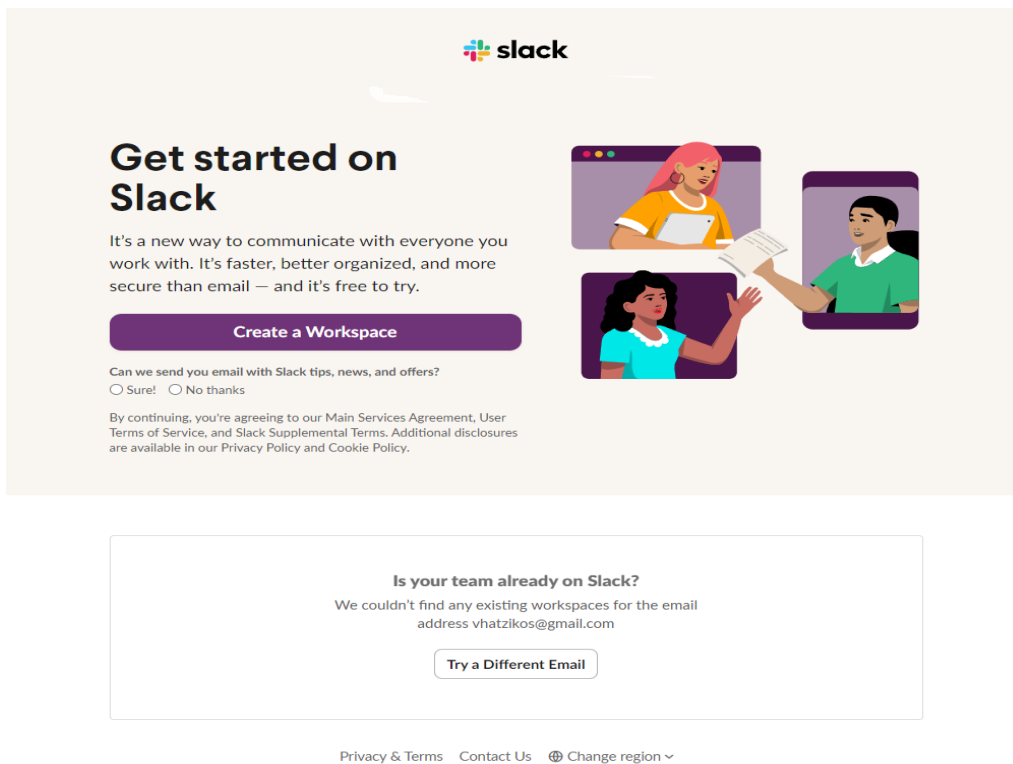 slack
Get started on
Slack
It's a new way to communicate with everyone you
work with. It's faster, better organized, and more
secure than email — and it's free to try.
Create a Workspace
Can we send you email with Slack tips, news, and offers?
Sure! No thanks
By continuing, you're agreeing to our Main Services Agreement, User
Terms of Service, and Slack Supplemental Terms. Additional disclosures
are available in our Privacy Policy and Cookie Policy.
Is your team already on Slack?
We couldn't find any existing workspaces for the email
address vhatzikos@gmail.com
Try a Different Email
Privacy & Terms Contact Us Change region